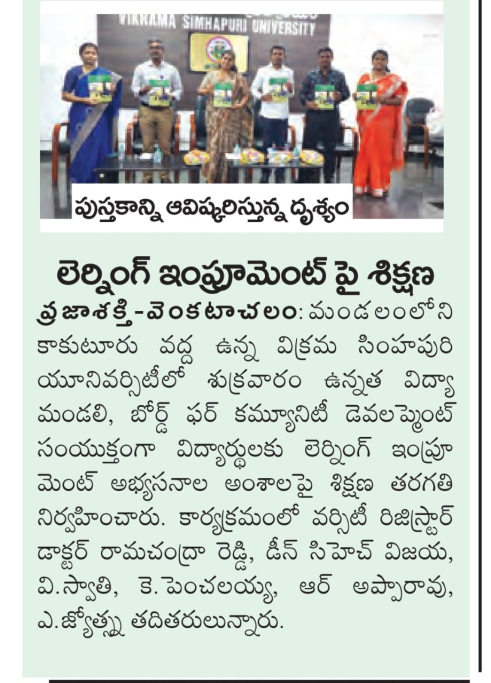 VIKRAMA SIMHAPURI UNIVERSITY
పుస్తకాన్ని ఆవిష్కరిస్తున్న దృశ్యం
లెర్నింగ్ ఇంప్రూమెంట్ పై శిక్షణ
ప్రజాశక్తి-వెంకటాచలం: మండలంలోని
కాకుటూరు వద్ద ఉన్న విక్రమ సింహపురి
యూనివర్సిటీలో శుక్రవారం ఉన్నత విద్యా
మండలి, బోర్డ్ ఫర్ కమ్యూనిటీ డెవలప్మెంట్
సంయుక్తంగా విద్యార్థులకు లెర్నింగ్ ఇంప్రూ
మెంట్ అభ్యసనాల అంశాలపై శిక్షణ తరగతి
నిర్వహించారు. కార్యక్రమంలో వర్సిటీ రిజిస్ట్రార్
డాక్టర్ రామచంద్రా రెడ్డి, డీన్ సిహెచ్ విజయ,
వి.స్వాతి, కె.పెంచలయ్య, ఆర్ అప్పారావు,
ఎ.జ్యోత్స్న తదితరులున్నారు.